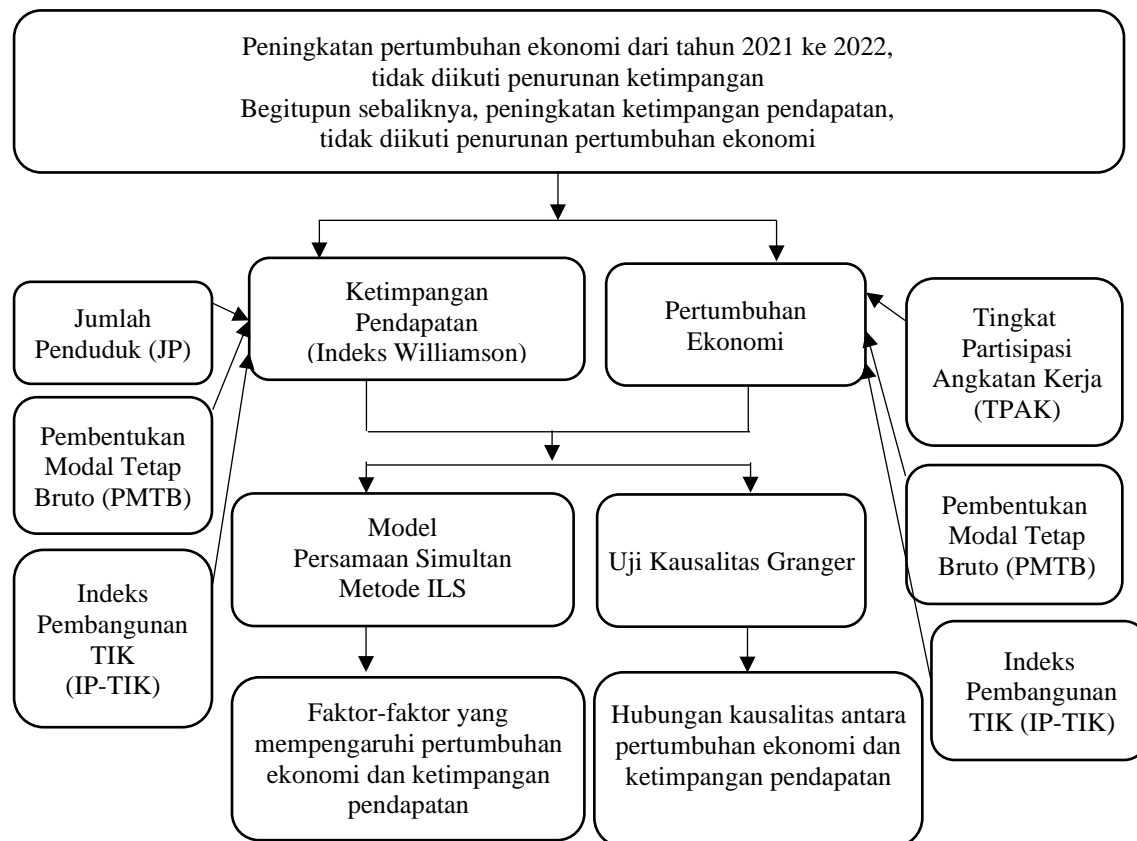 Peningkatan pertumbuhan ekonomi dari tahun 2021 ke 2022,
tidak diikuti penurunan ketimpangan
Begitupun sebaliknya, peningkatan ketimpangan pendapatan,
tidak diikuti penurunan pertumbuhan ekonomi
Jumlah
Penduduk (JP)
Ketimpangan
Pendapatan
(Indeks Williamson)
Pertumbuhan
Ekonomi
Tingkat
Partisipasi
Angkatan Kerja
(TPAK)
Pembentukan
Modal Tetap
Bruto (PMTB)
Model
Persamaan Simultan
Metode ILS
Uji Kausalitas Granger
Pembentukan
Modal Tetap
Bruto (PMTB)
Indeks
Pembangunan
TIK
(IP-TIK)
Faktor-faktor yang
mempengaruhi pertumbuhan
ekonomi dan ketimpangan
pendapatan
Hubungan kausalitas antara
pertumbuhan ekonomi dan
ketimpangan pendapatan
Indeks
Pembangunan
TIK (IP-TIK)